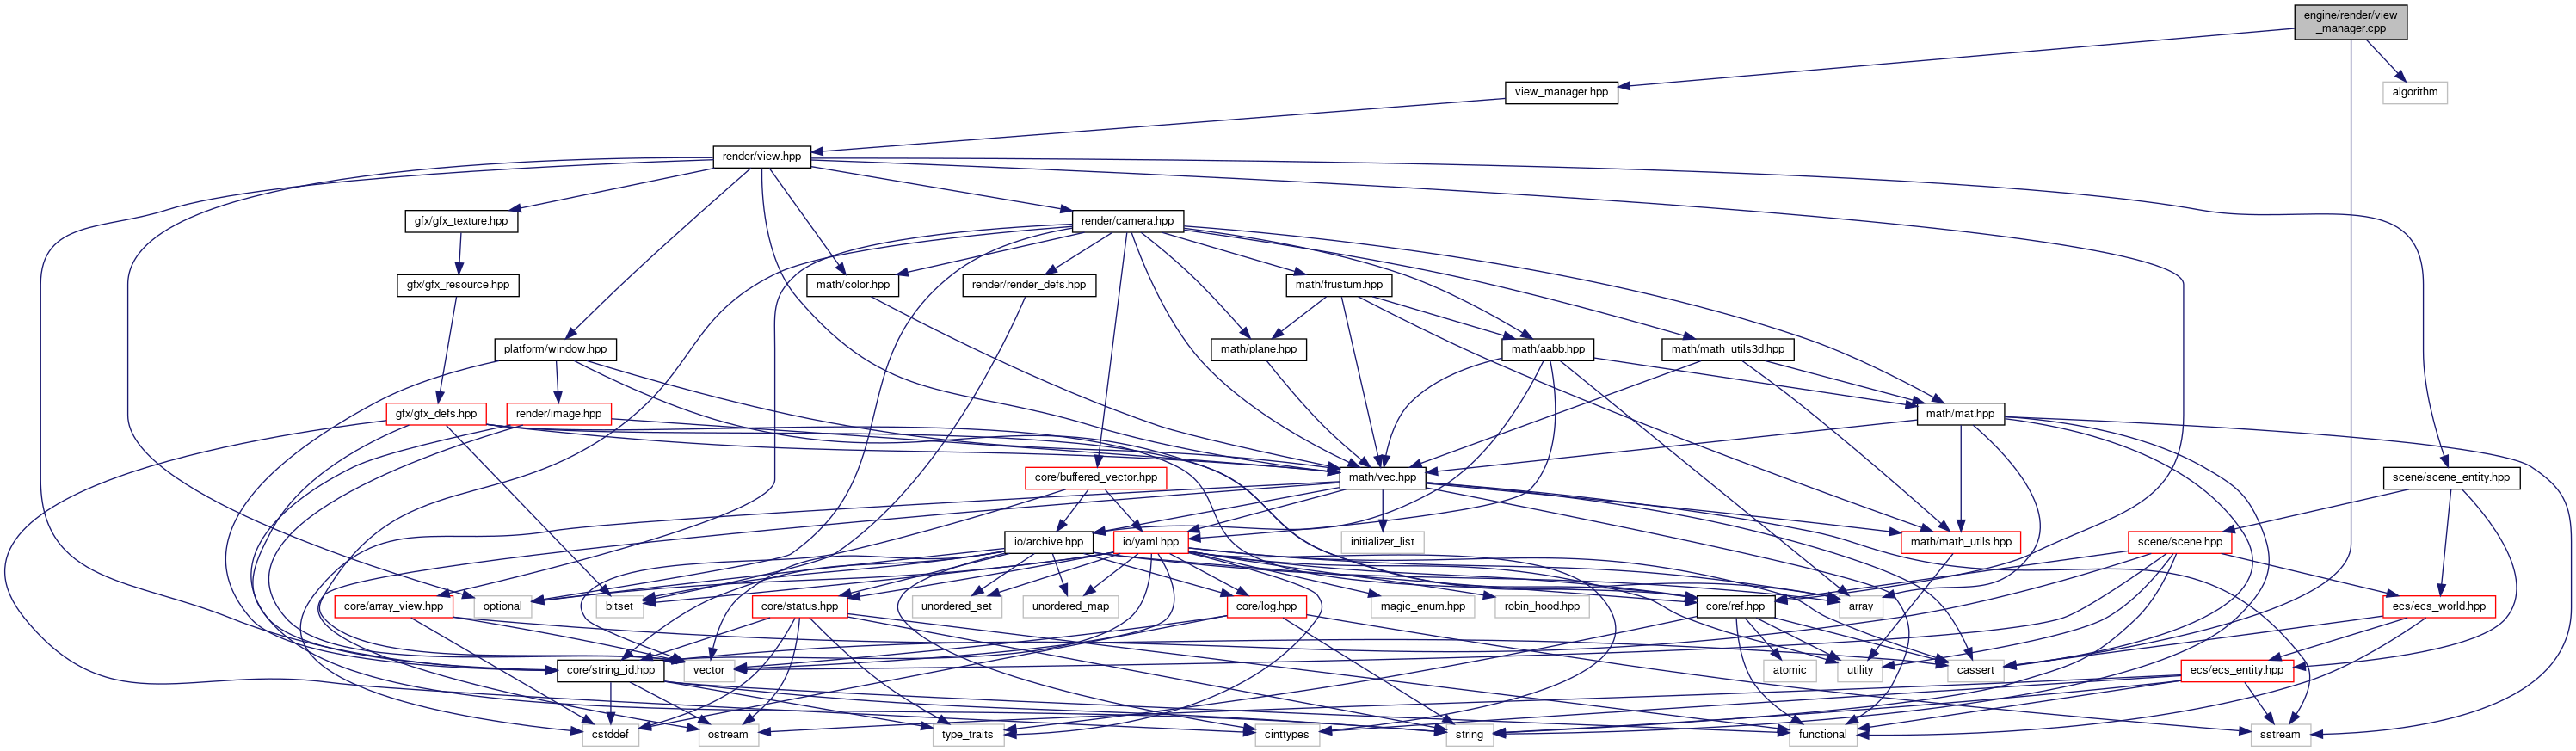 engine/render/view
_manager.cpp
view_manager.hpp
algorithm
render/view.hpp
gfx/gfx_texture.hpp
render/camera.hpp
gfx/gfx_resource.hpp
math/color.hpp
render/render_defs.hpp
math/frustum.hpp
platform/window.hpp
math/plane.hpp
math/aabb.hpp
math/math_utils3d.hpp
gfx/gfx_defs.hpp
render/image.hpp
math/mat.hpp
core/buffered_vector.hpp
math/vec.hpp
scene/scene_entity.hpp
io/archive.hpp
io/yaml.hpp
initializer_list
math/math_utils.hpp
scene/scene.hpp
core/array_view.hpp
optional
bitset
core/status.hpp
unordered_set
unordered_map
core/log.hpp
magic_enum.hpp
robin_hood.hpp
core/ref.hpp
array
ecs/ecs_world.hpp
core/string_id.hpp
vector
atomic
utility
cassert
ecs/ecs_entity.hpp
cstddef
ostream
type_traits
cinttypes
string
functional
sstream